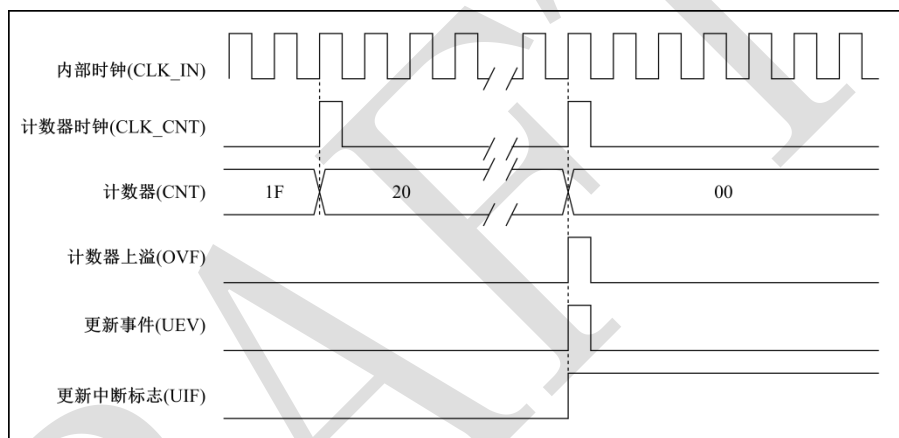 内部时钟(CLK_IN)
计数器时钟(CLK_CNT)
计数器(CNT)
1F
20
00
计数器上溢(OVF)
更新事件(UEV)
更新中断标志(UIF)